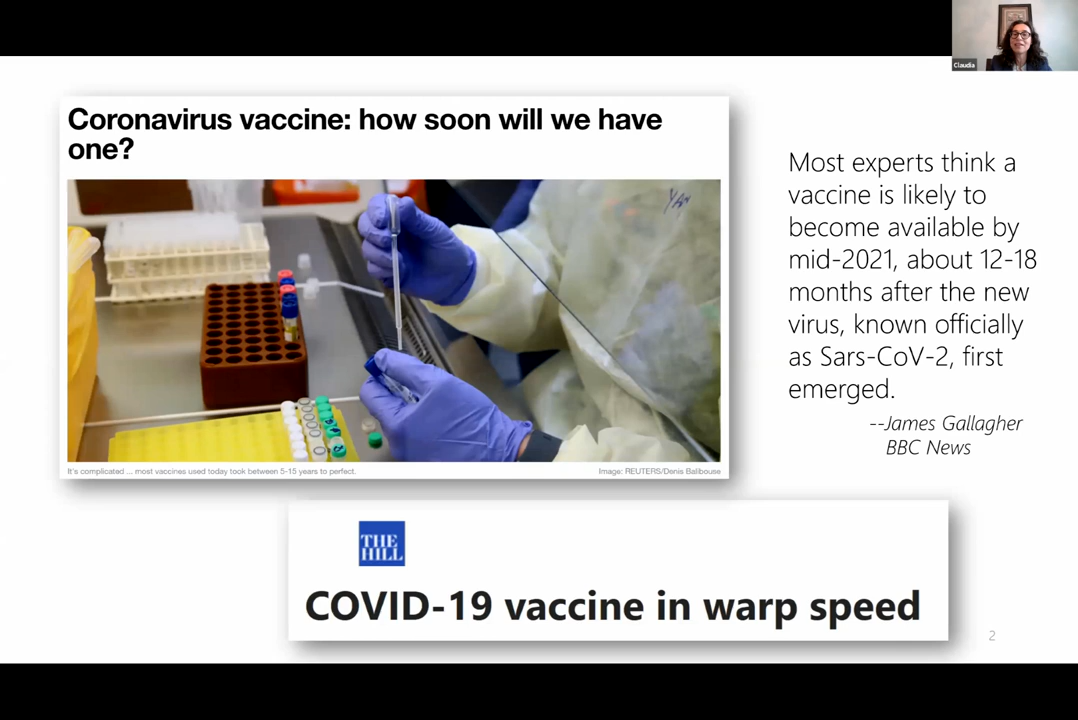 Claudia
Coronavirus vaccine: how soon will we have
one?
It's complicated ... most vaccines used today took between 5-15 years to perfect.
Image: REUTERS/Denis Balibouse
Most experts think a
vaccine is likely to
become available by
mid-2021, about 12-18
months after the new
virus, known officially
as Sars-CoV-2, first
emerged.
--James Gallagher
BBC News
THE
HILL
COVID-19 vaccine in warp speed
2